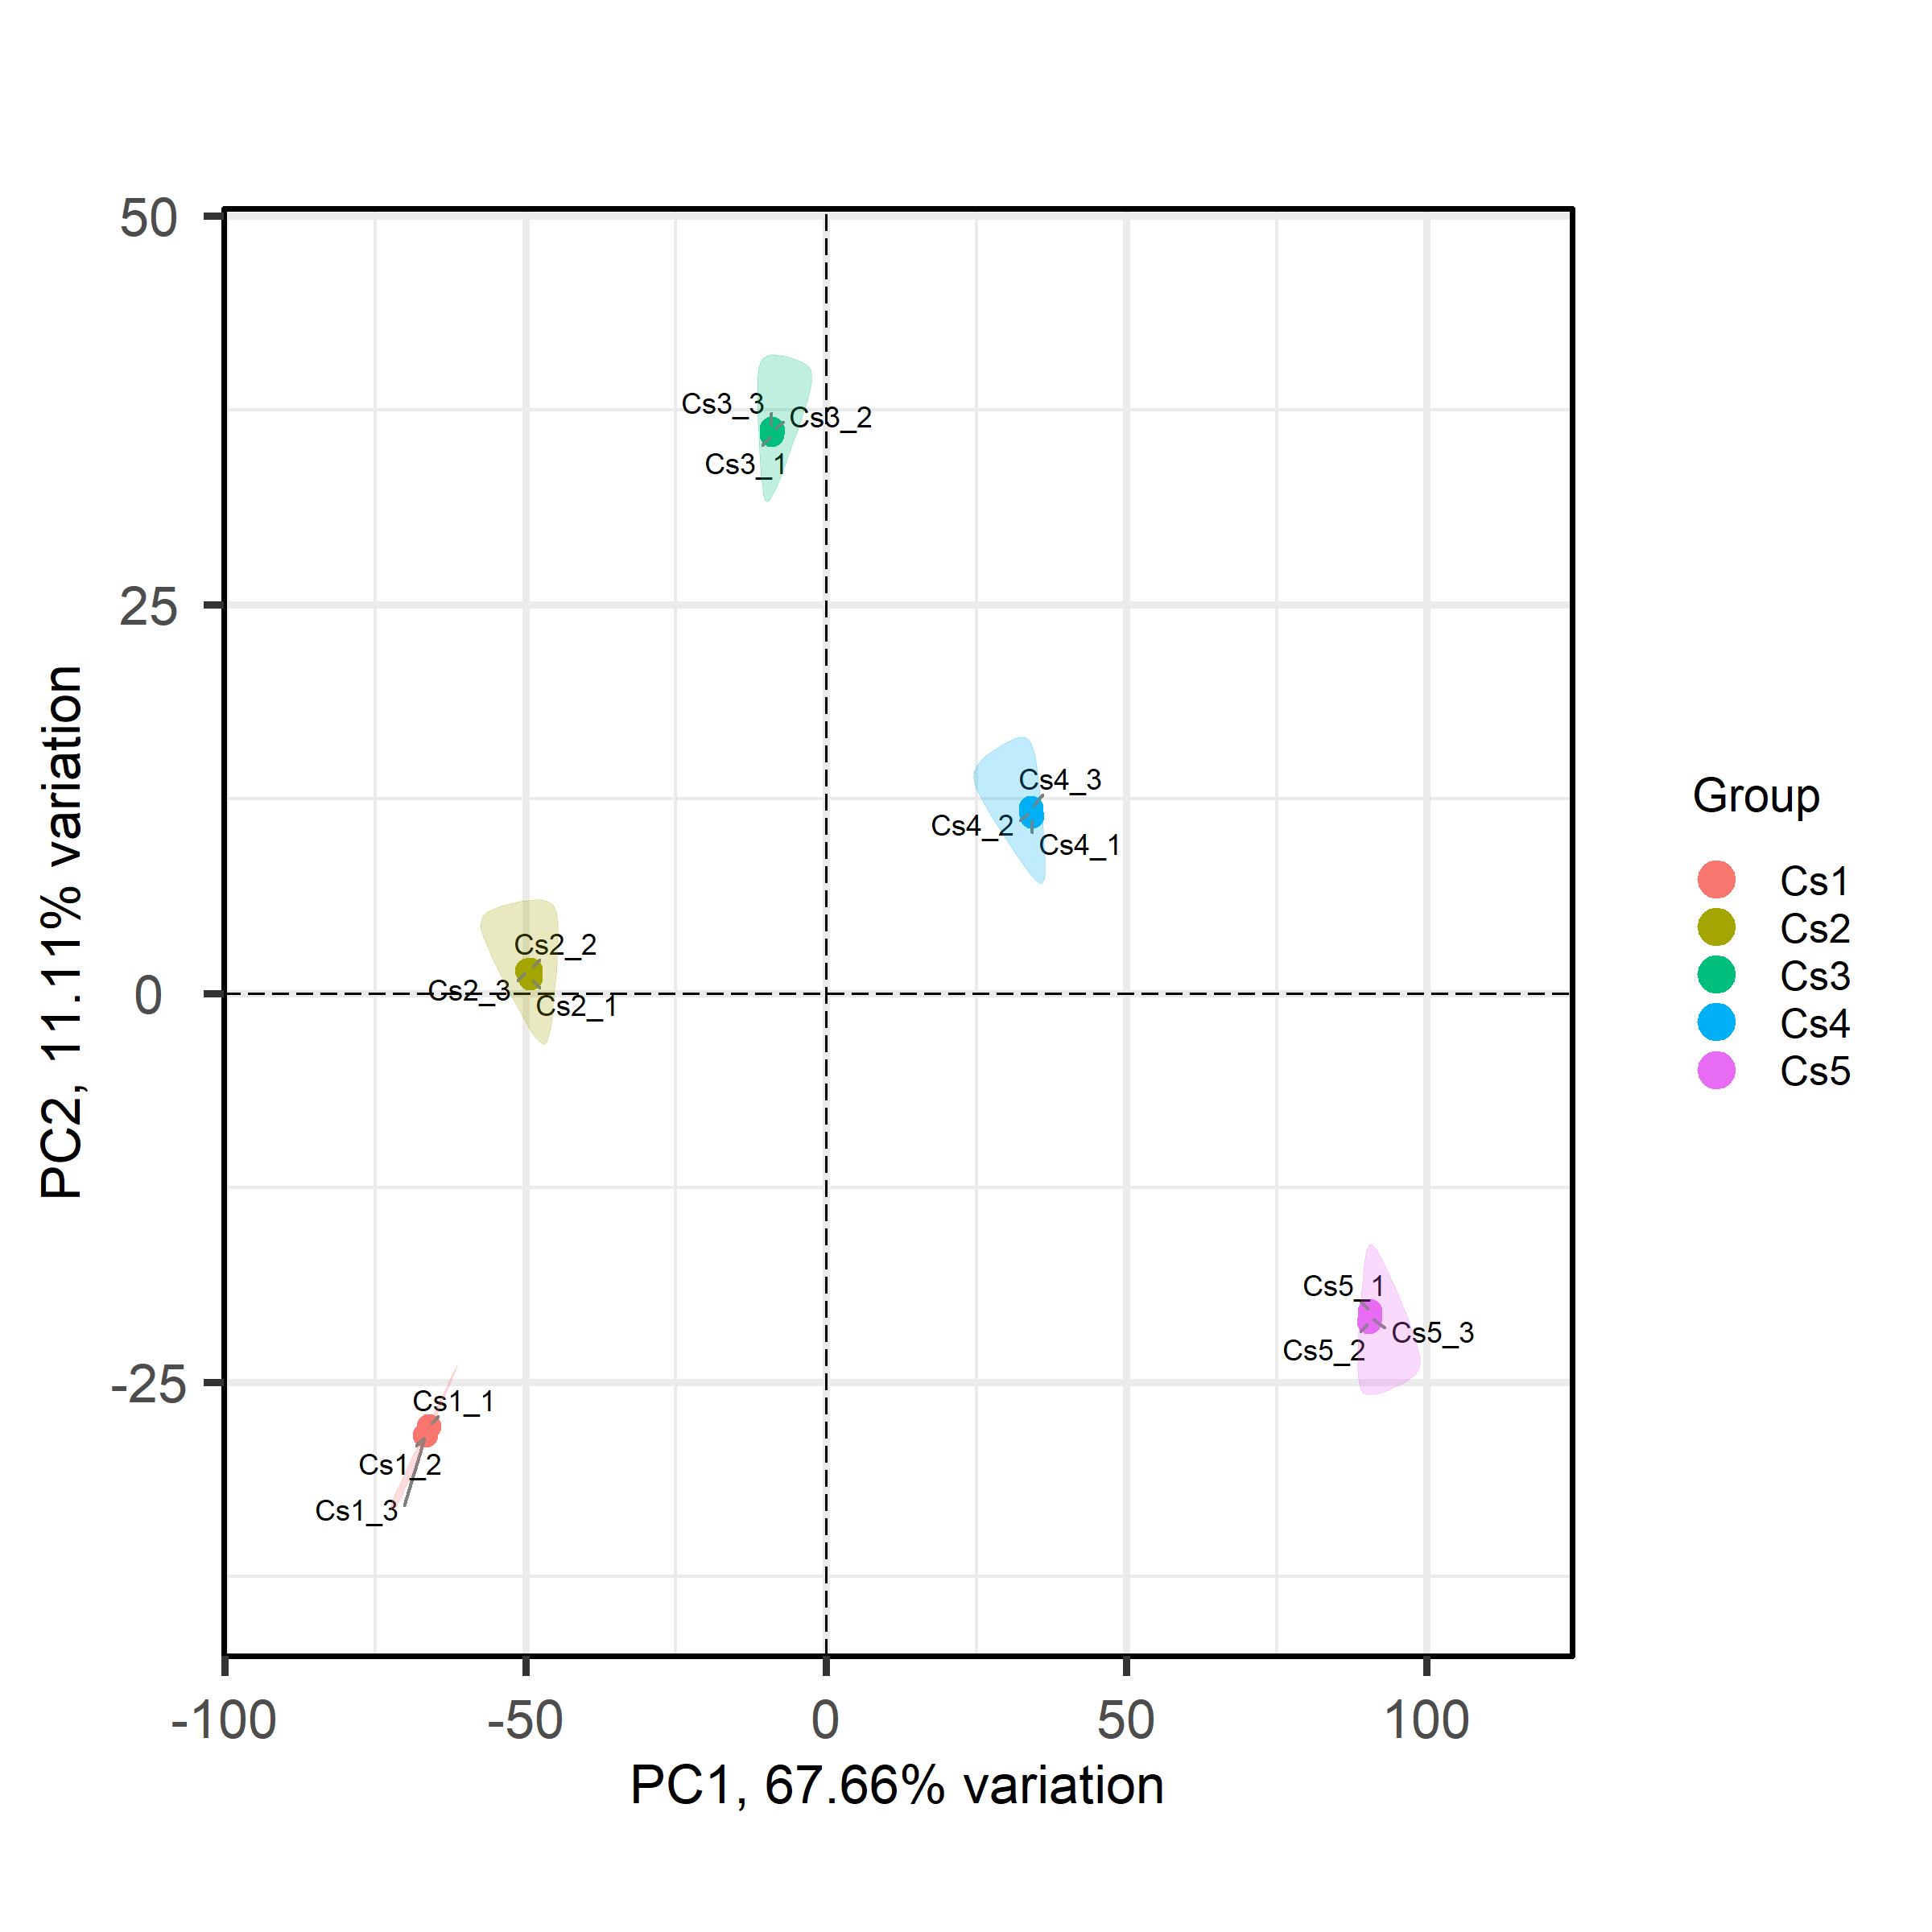 50
25
0
-25
PC2, 11.11% variation
Cs3_3
Cs3_2
Cs3_1
Cs4_3
Cs4_2
Cs4_1
Cs2_2
Cs2_3
Cs2_1
Cs5_1
Cs5_3
Cs5_2
Cs1_1
Cs1_2
Cs1_3
-100
-50
0
50
100
PC1, 67.66% variation
Group
Cs1
Cs2
Cs3
Cs4
Cs5